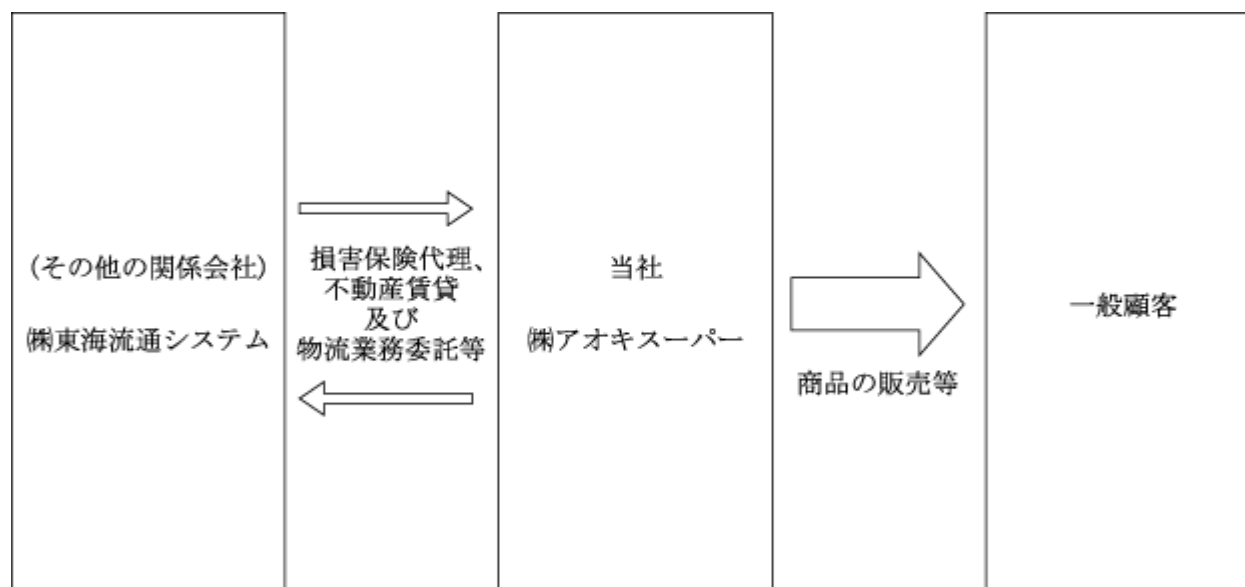 (その他の関係会社)
㈱東海流通システム
損害保険代理、
不動産賃貸
及び
物流業務委託等
当社
㈱アオキスーパー
商品の販売等
一般顧客